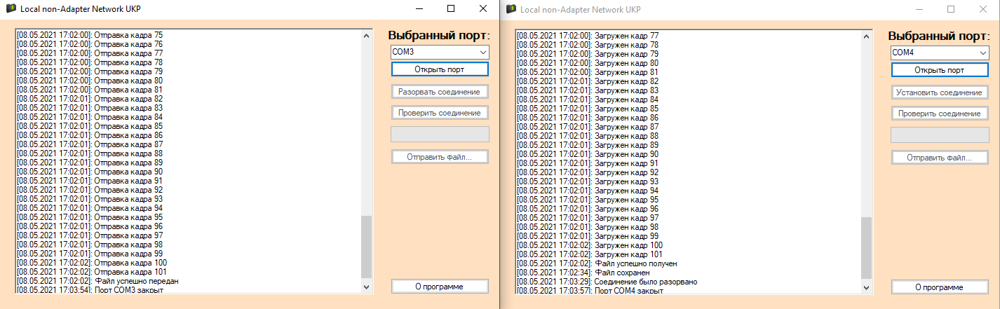 Local non-Adapter Network UKP
[08.05.2021 17:02:00]: Отправка кадра 75
[08.05.2021 17:02:00]: Отправка кадра 76
[08.05.2021 17:02:00]: Отправка кадра 77
[08.05.2021 17:02:00]: Отправка кадра 78
[08.05.2021 17:02:00]: Отправка кадра 79
[08.05.2021 17:02:00]: Отправка кадра 80
[08.05.2021 17:02:00]: Отправка кадра 81
[08.05.2021 17:02:01]: Отправка кадра 82
[08.05.2021 17:02:01]: Отправка кадра 83
[08.05.2021 17:02:01]: Отправка кадра 84
[08.05.2021 17:02:01]: Отправка кадра 85
[08.05.2021 17:02:01]: Отправка кадра 86
[08.05.2021 17:02:01]: Отправка кадра 87
[08.05.2021 17:02:01]: Отправка кадра 88
[08.05.2021 17:02:01]: Отправка кадра 89
[08.05.2021 17:02:01]: Отправка кадра 90
[08.05.2021 17:02:01]: Отправка кадра 91
[08.05.2021 17:02:01]: Отправка кадра 92
[08.05.2021 17:02:01]: Отправка кадра 93
[08.05.2021 17:02:01]: Отправка кадра 94
[08.05.2021 17:02:01]: Отправка кадра 95
[08.05.2021 17:02:01]: Отправка кадра 96
[08.05.2021 17:02:01]: Отправка кадра 97
[08.05.2021 17:02:01]: Отправка кадра 98
[08.05.2021 17:02:01]: Отправка кадра 99
[08.05.2021 17:02:02]: Отправка кадра 100
[08.05.2021 17:02:02]: Отправка кадра 101
[08.05.2021 17:02:02]: Файл успешно передан
[08.05.2021 17:03:54]: Порт COM3 закрыт
Выбранный порт:
COM3
Открыть порт
Разорвать соединение
Проверить соединение
Отправить файл...
О программе
Local non-Adapter Network UKP
[08.05.2021 17:02:00]: Загружен кадр 77
[08.05.2021 17:02:00]: Загружен кадр 78
[08.05.2021 17:02:00]: Загружен кадр 79
[08.05.2021 17:02:00]: Загружен кадр 80
[08.05.2021 17:02:00]: Загружен кадр 81
[08.05.2021 17:02:01]: Загружен кадр 82
[08.05.2021 17:02:01]: Загружен кадр 83
[08.05.2021 17:02:01]: Загружен кадр 84
[08.05.2021 17:02:01]: Загружен кадр 85
[08.05.2021 17:02:01]: Загружен кадр 86
[08.05.2021 17:02:01]: Загружен кадр 87
[08.05.2021 17:02:01]: Загружен кадр 88
[08.05.2021 17:02:01]: Загружен кадр 89
[08.05.2021 17:02:01]: Загружен кадр 90
[08.05.2021 17:02:01]: Загружен кадр 91
[08.05.2021 17:02:01]: Загружен кадр 92
[08.05.2021 17:02:01]: Загружен кадр 93
[08.05.2021 17:02:01]: Загружен кадр 94
[08.05.2021 17:02:01]: Загружен кадр 95
[08.05.2021 17:02:01]: Загружен кадр 96
[08.05.2021 17:02:01]: Загружен кадр 97
[08.05.2021 17:02:01]: Загружен кадр 98
[08.05.2021 17:02:01]: Загружен кадр 99
[08.05.2021 17:02:02]: Загружен кадр 100
[08.05.2021 17:02:02]: Загружен кадр 101
[08.05.2021 17:02:02]: Файл успешно получен
[08.05.2021 17:02:34]: Файл сохранен
[08.05.2021 17:03:29]: Соединение было разорвано
[08.05.2021 17:03:57]: Порт COM4 закрыт
Выбранный порт:
COM4
Открыть порт
Установить соединение
Проверить соединение
Отправить файл...
О программе